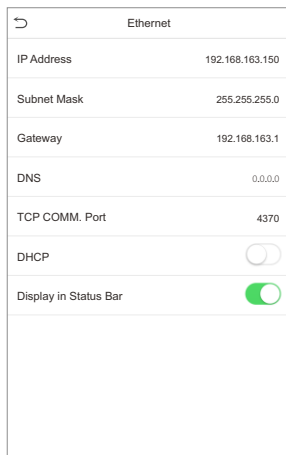 Ethernet
IP Address 192.168.163.150
Subnet Mask 255.255.255.0
Gateway 192.168.163.1
DNS 0.0.0.0
TCP COMM. Port 4370
DHCP
Display in Status Bar